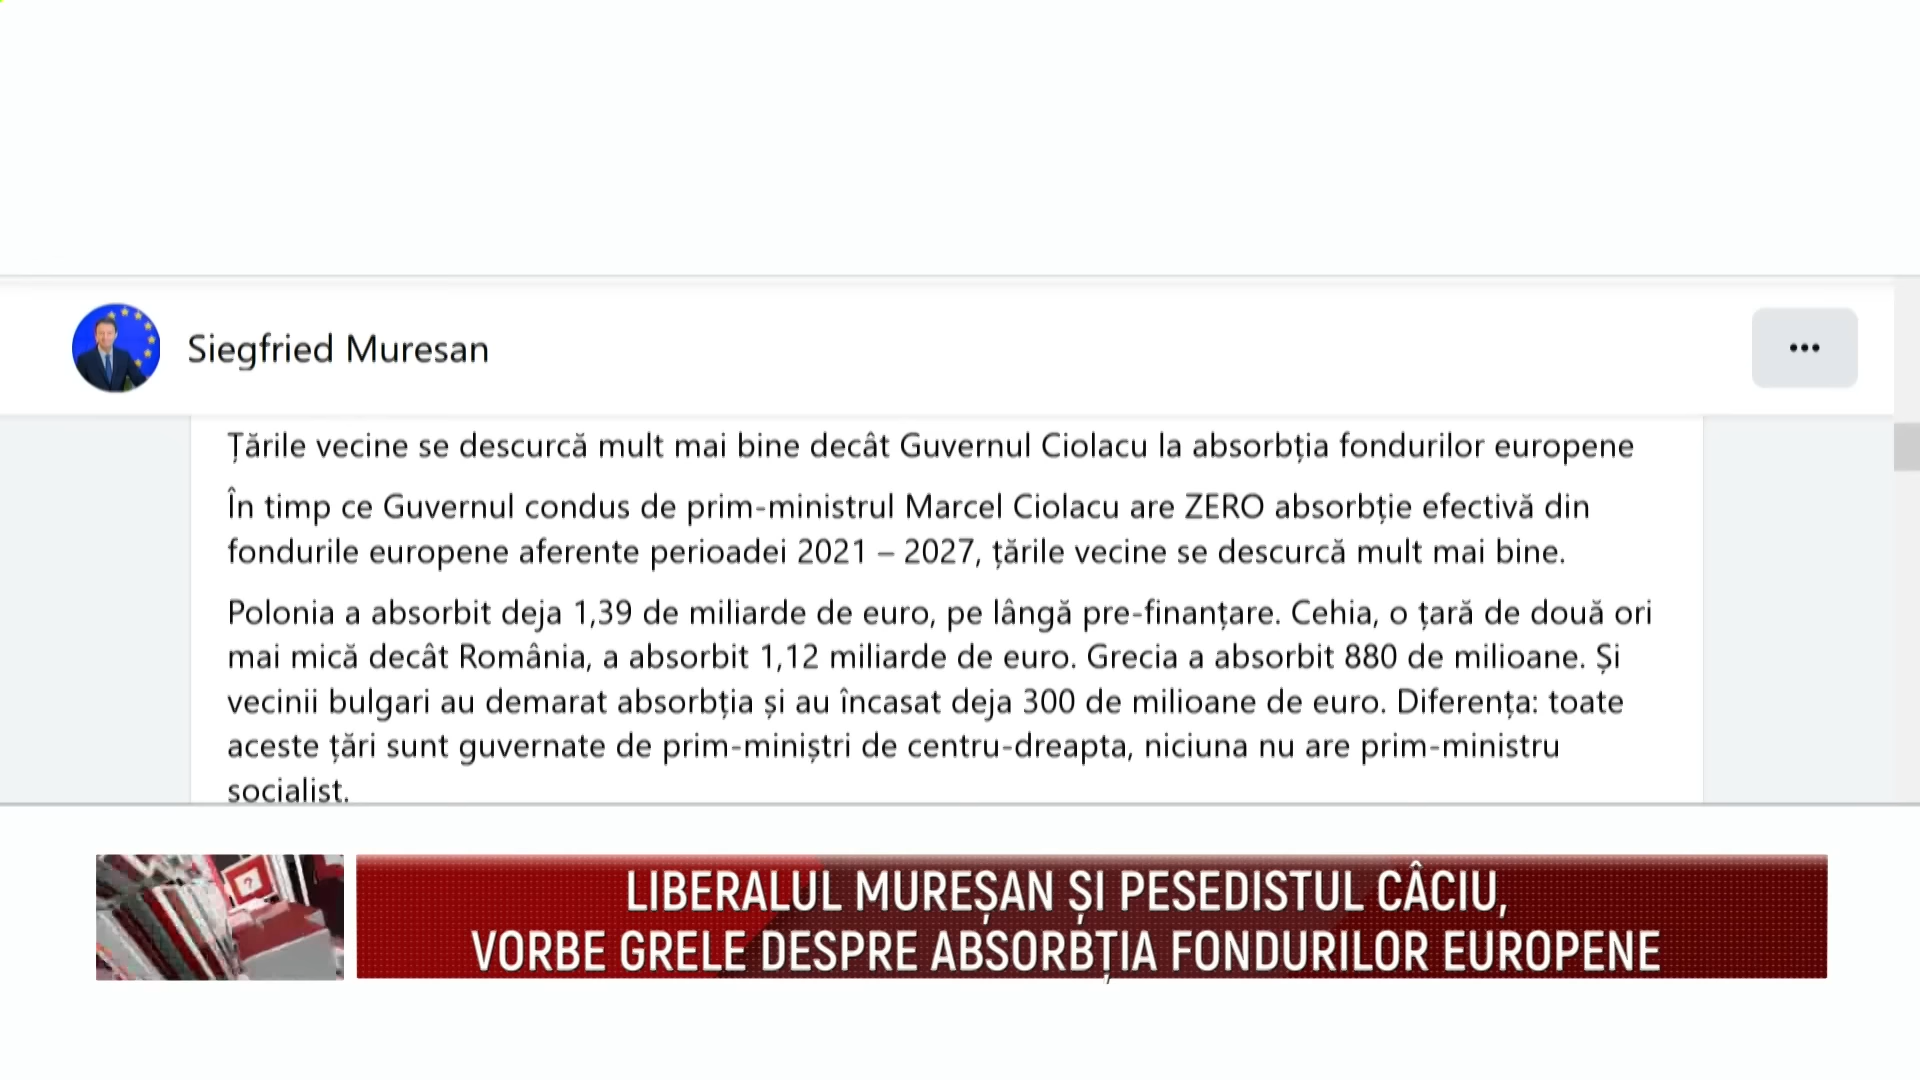 Siegfried Muresan
Țările vecine se descurcă mult mai bine decât Guvernul Ciolacu la absorbția fondurilor europene
În timp ce Guvernul condus de prim-ministrul Marcel Ciolacu are ZERO absorbție efectivă din
fondurile europene aferente perioadei 2021 – 2027, țările vecine se descurcă mult mai bine.
Polonia a absorbit deja 1,39 de miliarde de euro, pe lângă pre-finanțare. Cehia, o țară de două ori
mai mică decât România, a absorbit 1,12 miliarde de euro. Grecia a absorbit 880 de milioane. Și
vecinii bulgari au demarat absorbția și au încasat deja 300 de milioane de euro. Diferența: toate
aceste țări sunt guvernate de prim-miniștri de centru-dreapta, niciuna nu are prim-ministru
socialist.
LIBERALUL MUREȘAN ȘI PESEDISTUL CÂCIU,
VORBE GRELE DESPRE ABSORBȚIA FONDURILOR EUROPENE